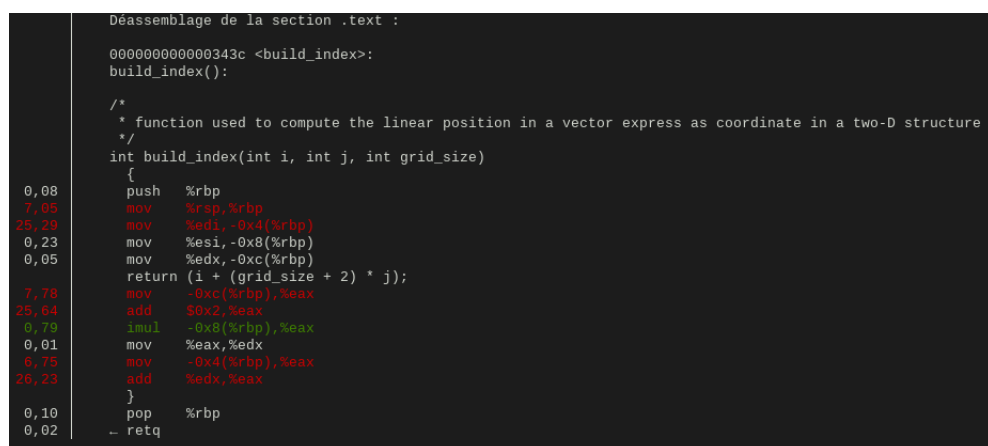 Déassemblage de la section .text :
000000000000343c <build_index>:
build_index():
/*
* function used to compute the linear position in a vector express as coordinate in a two-D structure
*/
int build_index(int i, int j, int grid_size)
{
0,08 push %rbp
7,05 mov %rsp,%rbp
25,29 mov %edi,-0x4(%rbp)
0,23 mov %esi,-0x8(%rbp)
0,05 mov %edx,-0xc(%rbp)
return (i + (grid_size + 2) * j);
7,78 mov -0xc(%rbp),%eax
25,64 add $0x2,%eax
0,79 imul -0x8(%rbp),%eax
0,01 mov %eax,%edx
6,75 mov -0x4(%rbp),%eax
26,23 add %edx,%eax
}
0,10 pop %rbp
0,02 ← retq